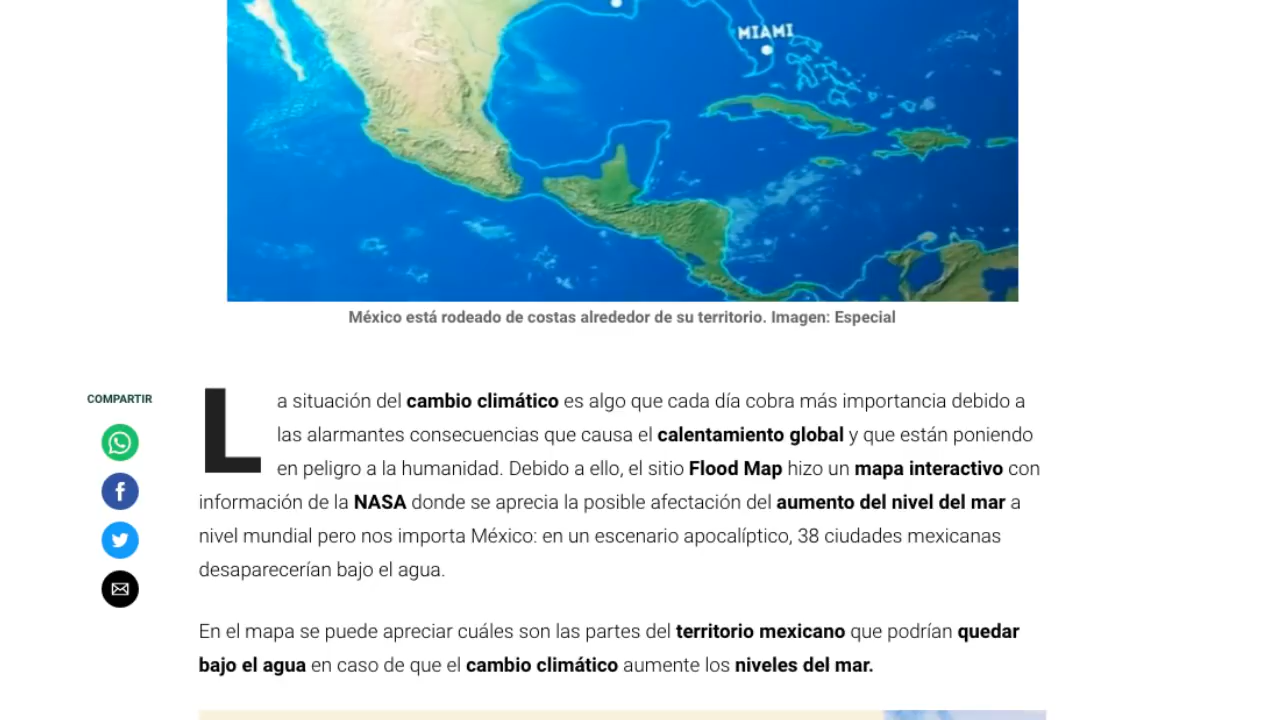 MIAMI
México está rodeado de costas alrededor de su territorio. Imagen: Especial
COMPARTIR
La situación del cambio climático es algo que cada día cobra más importancia debido a
las alarmantes consecuencias que causa el calentamiento global y que están poniendo
en peligro a la humanidad. Debido a ello, el sitio Flood Map hizo un mapa interactivo con
información de la NASA donde se aprecia la posible afectación del aumento del nivel del mar a
nivel mundial pero nos importa México: en un escenario apocalíptico, 38 ciudades mexicanas
desaparecerían bajo el agua.
En el mapa se puede apreciar cuáles son las partes del territorio mexicano que podrían quedar
bajo el agua en caso de que el cambio climático aumente los niveles del mar.